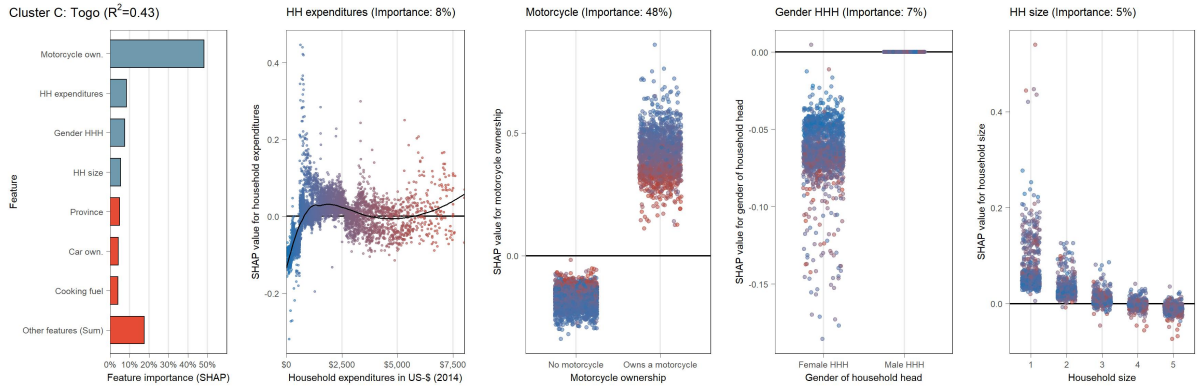 Cluster C: Togo (R²=0.43)
Feature
Motorcycle own.
HH expenditures
Gender HHH
HH size
Province
Car own.
Cooking fuel
Other features (Sum)
0% 10% 20% 30% 40% 50%
Feature importance (SHAP)
HH expenditures (Importance: 8%)
SHAP value for household expenditures
0.4
0.2
0.0
-0.2
$0 $2,500 $5,000 $7,500
Household expenditures in US-$ (2014)
Motorcycle (Importance: 48%)
SHAP value for motorcycle ownership
0.5
0.0
No motorcycle Owns a motorcycle
Motorcycle ownership
Gender HHH (Importance: 7%)
SHAP value for gender of household head
0.00
-0.05
-0.10
-0.15
Female HHH Male HHH
Gender of household head
HH size (Importance: 5%)
SHAP value for household size
0.4
0.2
0.0
1 2 3 4 5
Household size